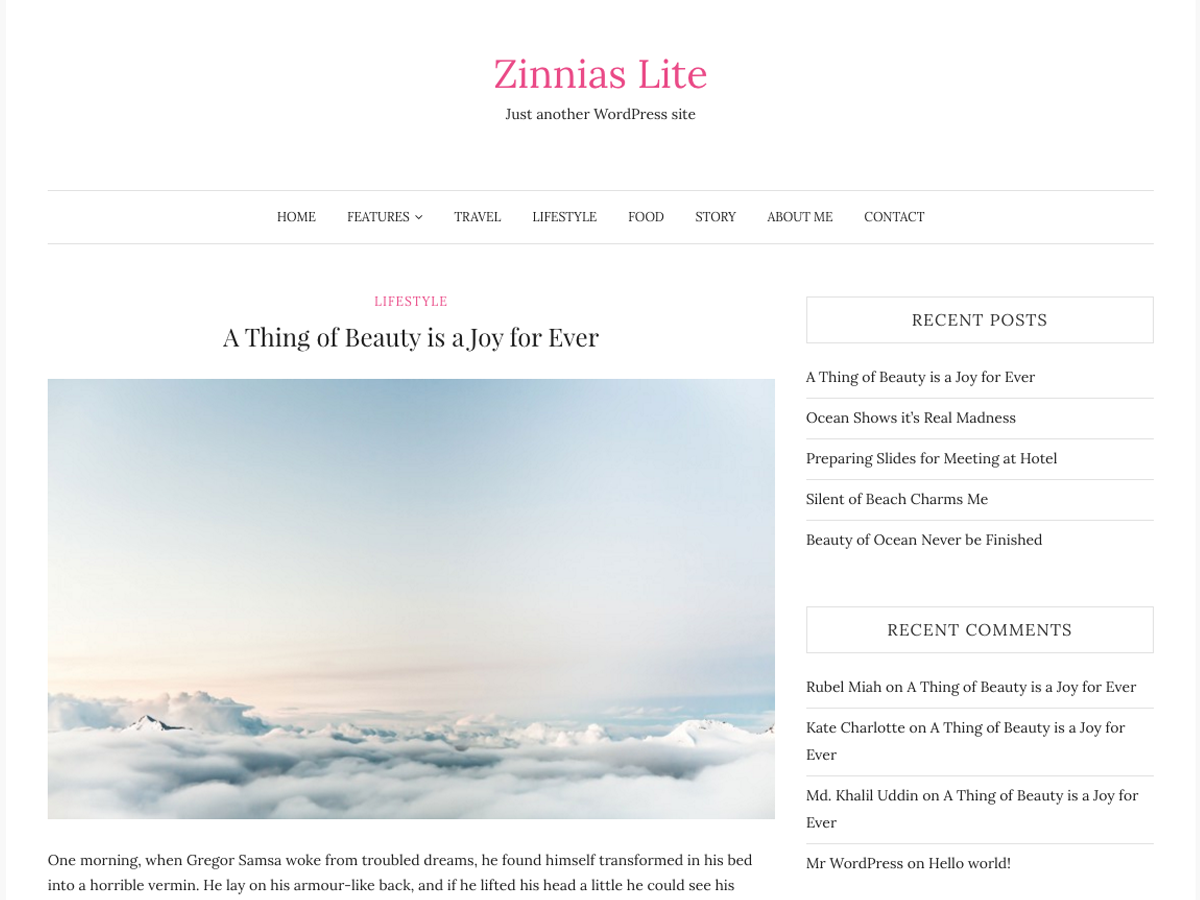 Zinnias Lite
Just another WordPress site
HOME FEATURES TRAVEL LIFESTYLE FOOD STORY ABOUT ME CONTACT
LIFESTYLE
A Thing of Beauty is a Joy for Ever
One morning, when Gregor Samsa woke from troubled dreams, he found himself transformed in his bed
into a horrible vermin. He lay on his armour-like back, and if he lifted his head a little he could see his
RECENT POSTS
A Thing of Beauty is a Joy for Ever
Ocean Shows it’s Real Madness
Preparing Slides for Meeting at Hotel
Silent of Beach Charms Me
Beauty of Ocean Never be Finished
RECENT COMMENTS
Rubel Miah on A Thing of Beauty is a Joy for Ever
Kate Charlotte on A Thing of Beauty is a Joy for
Ever
Md. Khalil Uddin on A Thing of Beauty is a Joy for
Ever
Mr WordPress on Hello world!